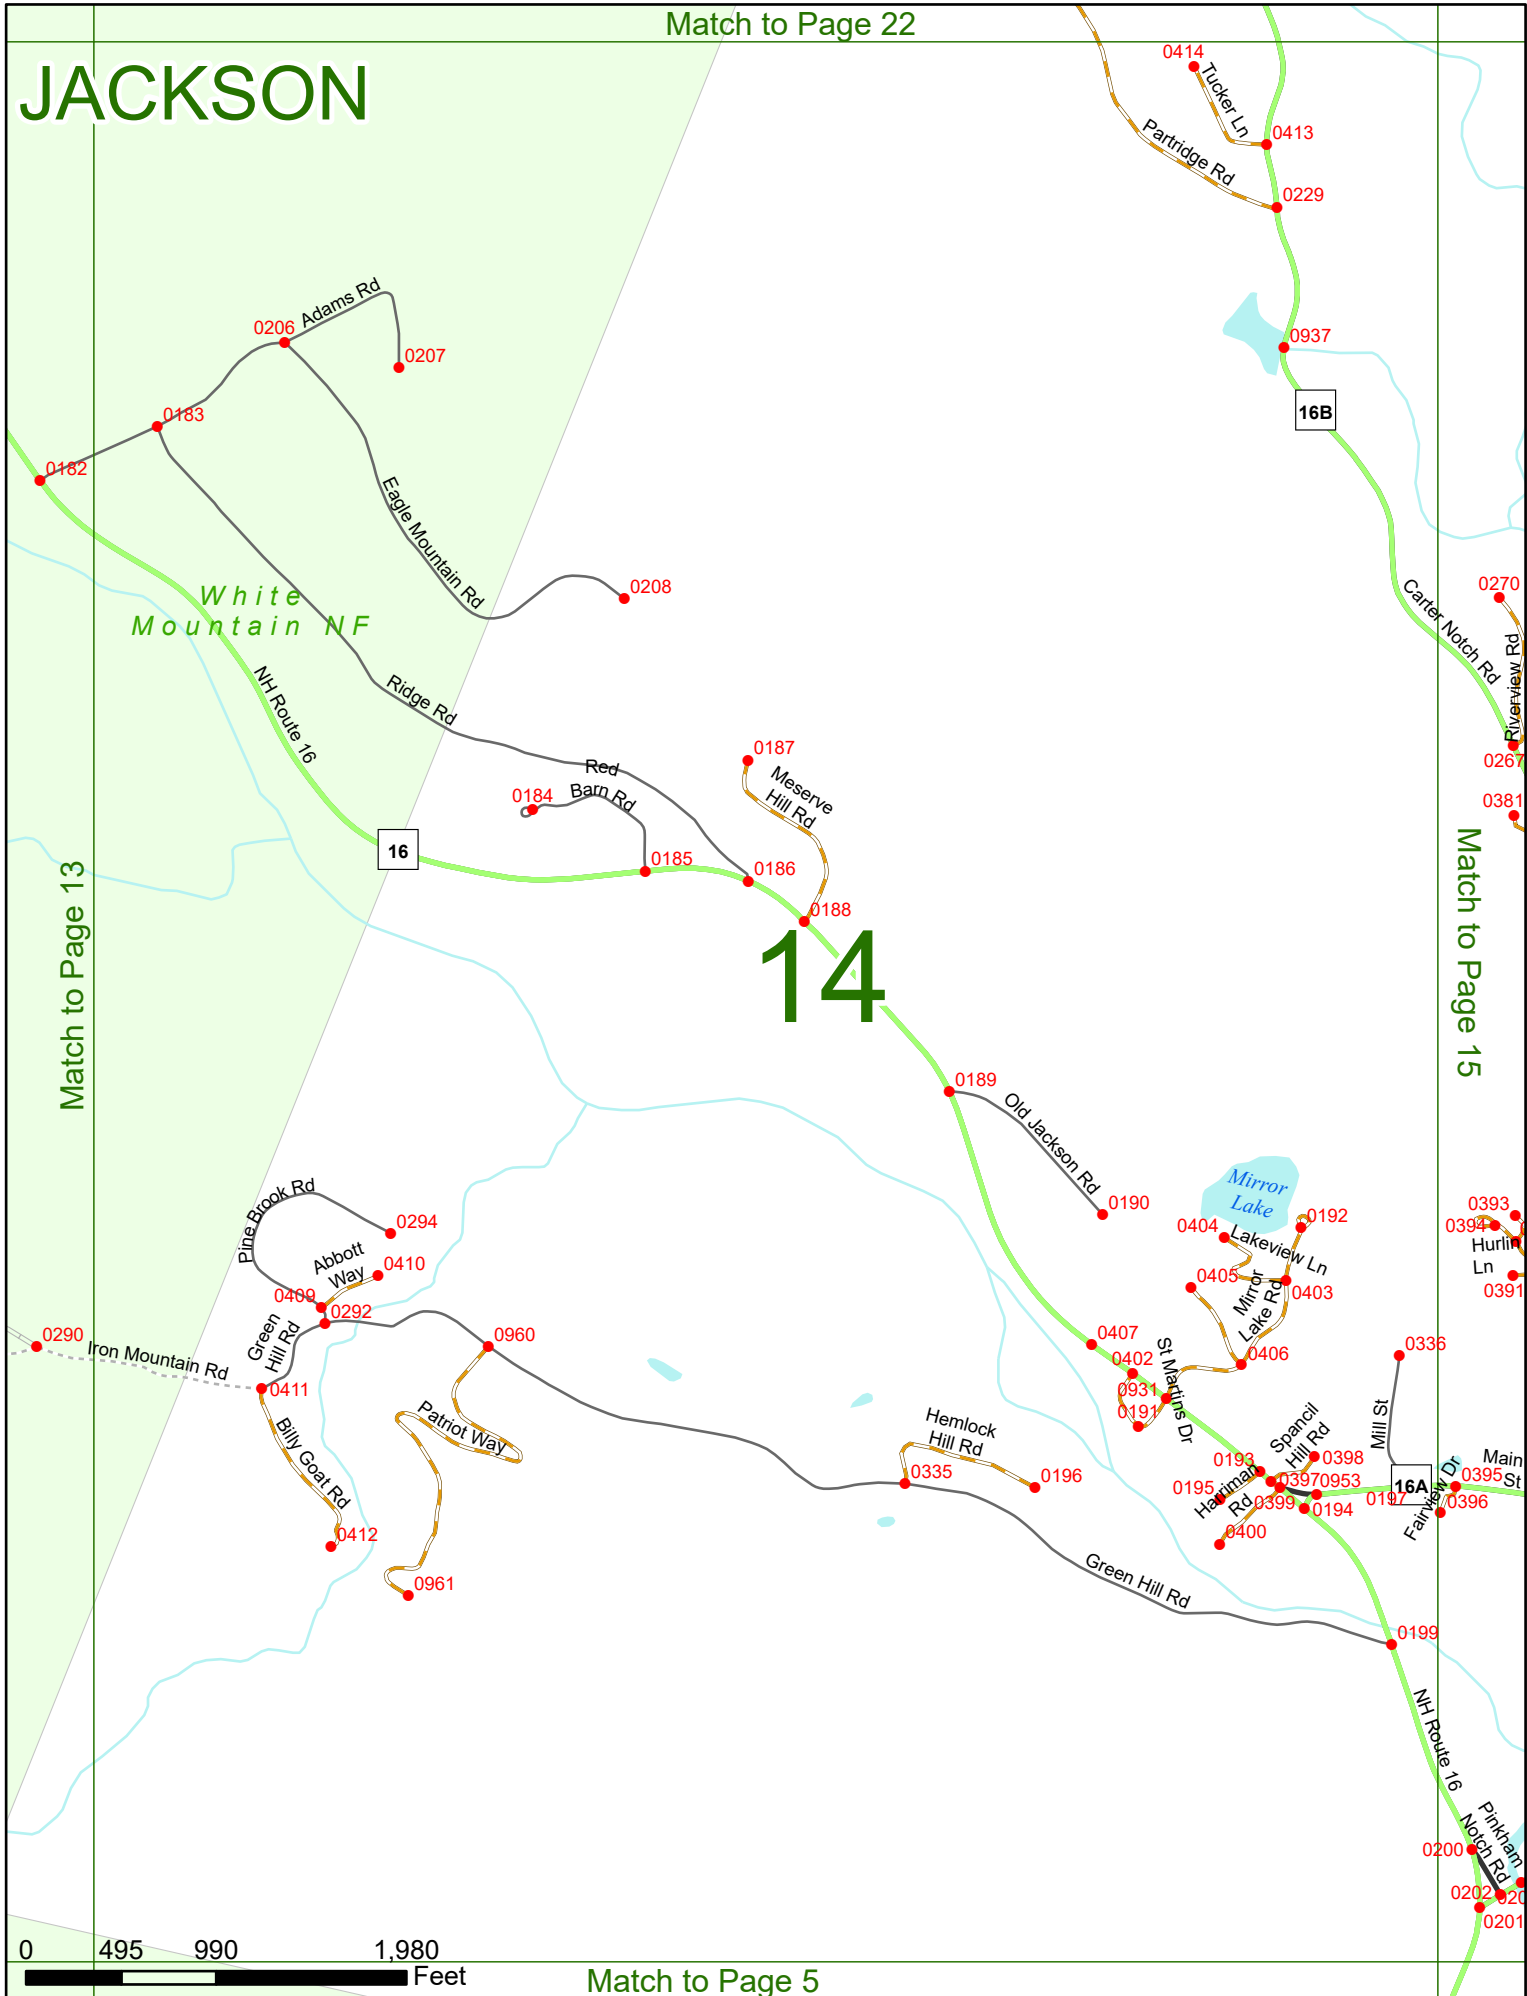 Match to Page 22
JACKSON
0414
Tucker Ln
0413
Partridge Rd
0229
Adams Rd
0206
0207
0937
16B
0183
0182
Eagle Mountain Rd
0208
White
Mountain NF
Carter Notch Rd
0270
Riverview Rd
NH Route 16
Ridge Rd
0267
0187
Red
Barn Rd
0184
Meserve
Hill Rd
0381
16
0185
0186
0188
Match to Page 13
Match to Page 15
14
0189
Old Jackson Rd
0190
Mirror
Lake
Pine Brook Rd
0294
0404
0192
0393
0394
Lakeview Ln
Hurlin
Ln
Abbott
Way
0410
0405
0403
0391
Mirror
Lake Rd
0409
0292
Green
Hill Rd
0290
Iron Mountain Rd
0960
0407
0402
0406
0336
0411
0931
0191
St Martins Dr
Billy Goat Rd
Patriot Way
Hemlock
Hill Rd
Mill St
Spancil
Hill Rd
0193
0398
Main
St
0335
0196
0195
Harriman
Rd
0397
0953
16A
0395
0399
0194
0197
0396
Fairview Dr
0400
0412
0961
Green Hill Rd
0199
NH Route 16
Pinkham
Notch Rd
0200
0202
020
0201
0 495 990 1,980
Feet
Match to Page 5